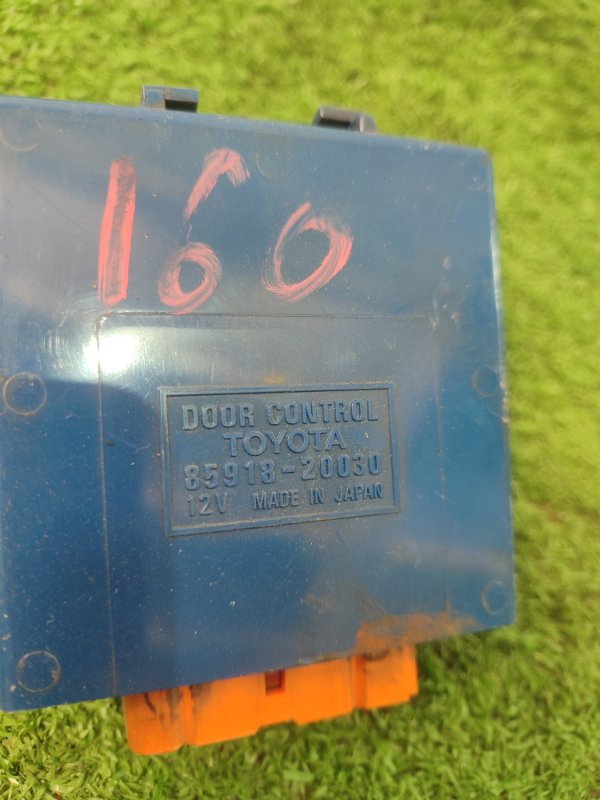 160
DOOR CONTROL
TOYOTA
85918-20030
12V MADE IN JAPAN